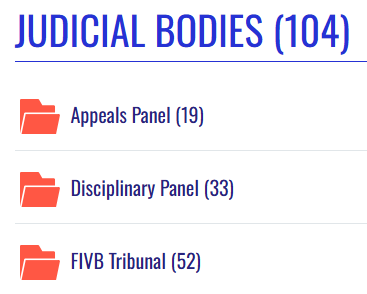 JUDICIAL BODIES (104)
Appeals Panel (19)
Disciplinary Panel (33)
FIVB Tribunal (52)